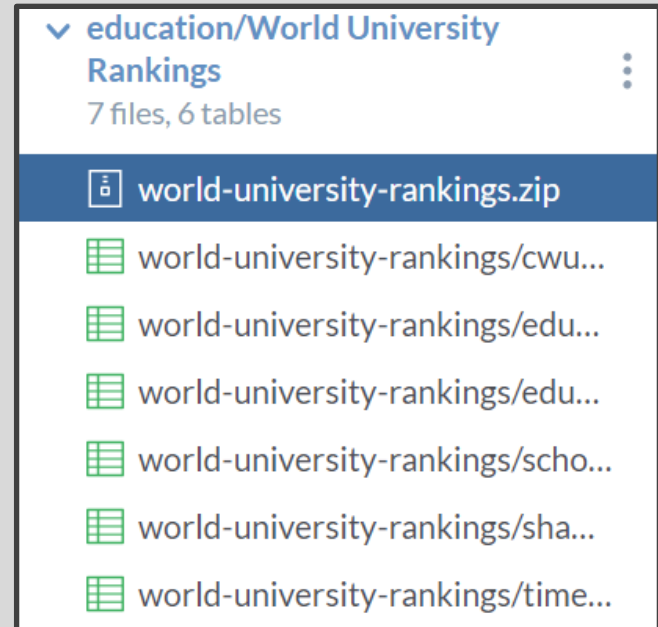 education/World University
Rankings
7 files, 6 tables
world-university-rankings.zip
world-university-rankings/cwu...
world-university-rankings/edu...
world-university-rankings/edu...
world-university-rankings/scho...
world-university-rankings/sha...
world-university-rankings/time...